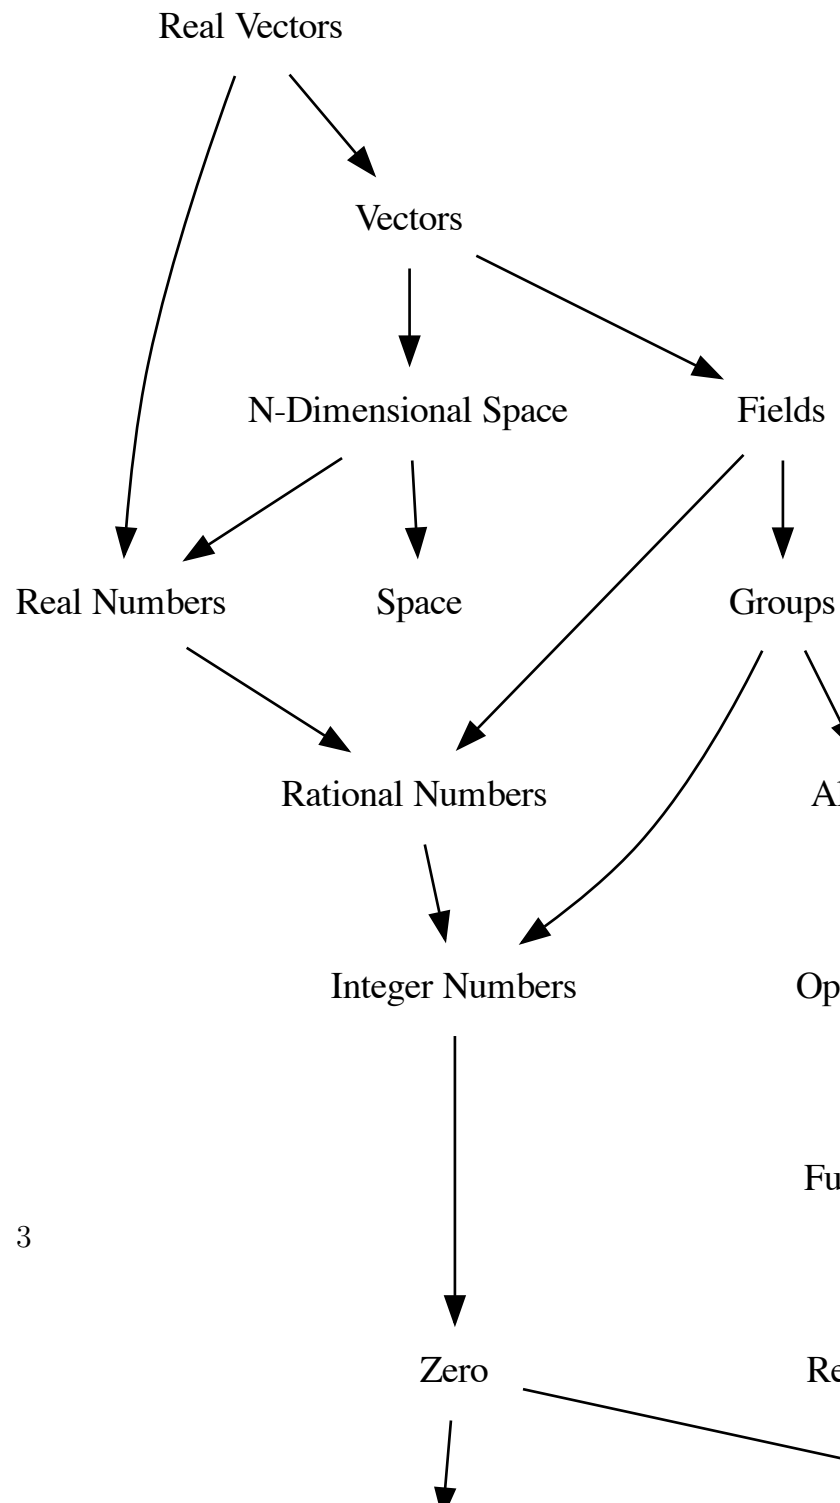 Real Vectors
Vectors
N-Dimensional Space
Fields
Real Numbers
Space
Groups
Rational Numbers
Integer Numbers
3
Zero